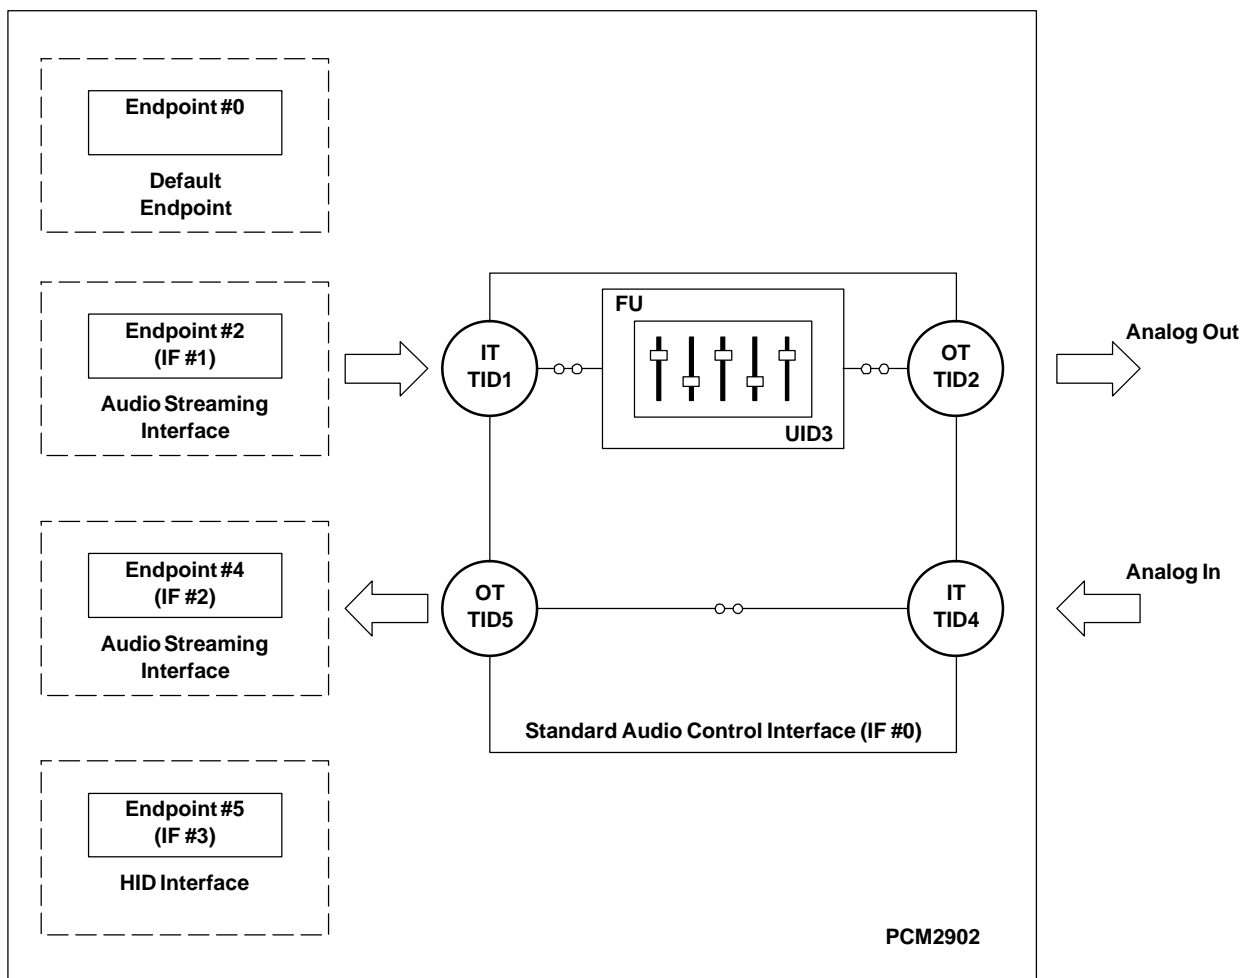 Endpoint #0
Default
Endpoint
Endpoint #2
(IF #1)
Audio Streaming
Interface
IT
TID1
FU
UID3
OT
TID2
Analog Out
Endpoint #4
(IF #2)
Audio Streaming
Interface
OT
TID5
IT
TID4
Analog In
Standard Audio Control Interface (IF #0)
Endpoint #5
(IF #3)
HID Interface
PCM2902